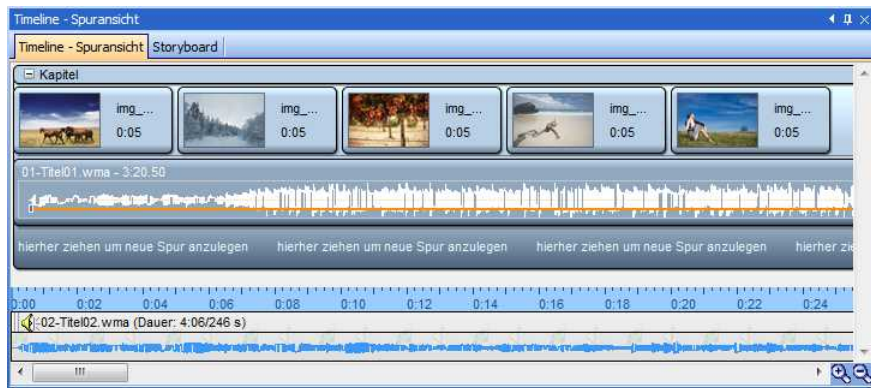 Timeline - Spuransicht
Timeline - Spuransicht Storyboard
Kapitel
img_... img_... img_... img_... img_...
0:05 0:05 0:05 0:05 0:05
01-Titel01.wma - 3:20.50
hierher ziehen um neue Spur anzulegen hierher ziehen um neue Spur anzulegen hierher ziehen um neue Spur anzulegen hierher zie
0:00 0:02 0:04 0:06 0:08 0:10 0:12 0:14 0:16 0:18 0:20 0:22 0:24
02-Titel02.wma (Dauer: 4:06/246 s)